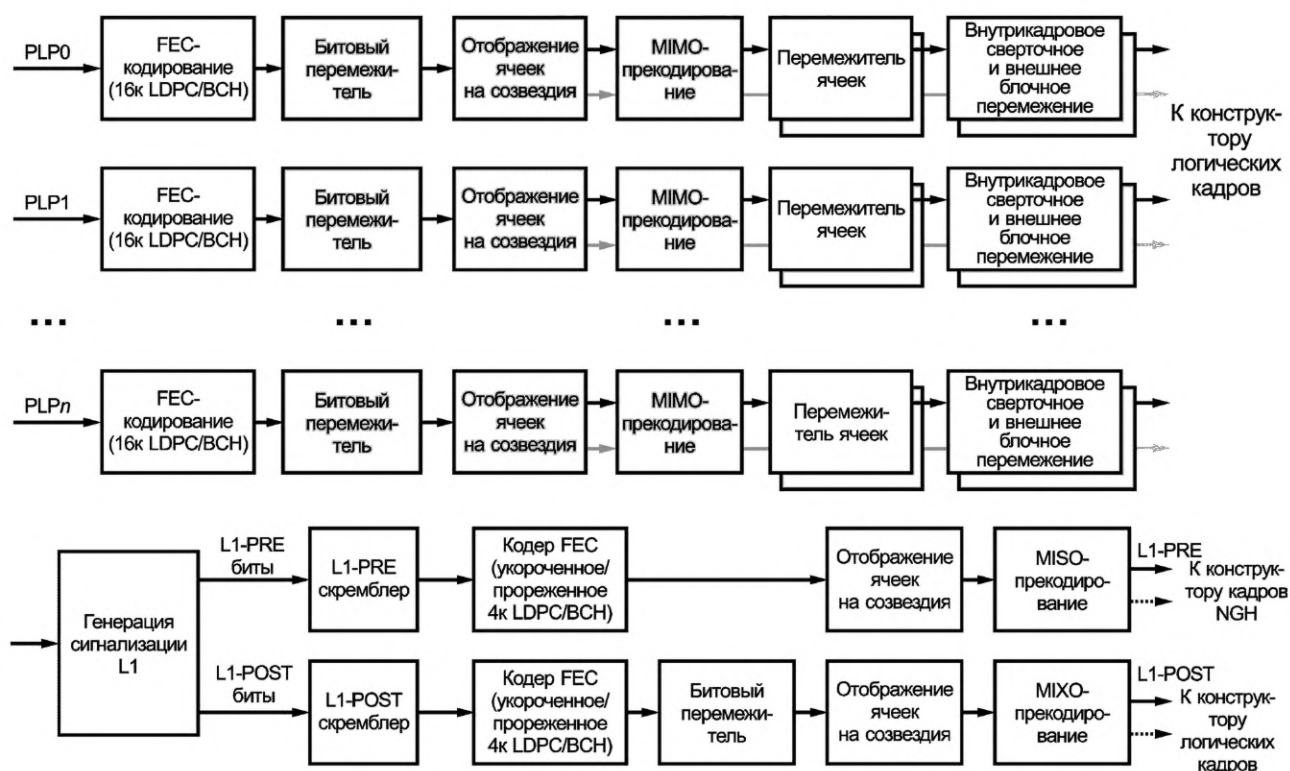 PLP0
FEC-
кодирование
(16к LDPC/BCH)
Битовый
перемежи-
тель
Отображение
ячеек
на созвездия
MIMO-
прекодирова-
ние
Перемежитель
ячеек
Внутрикадровое
сверточное
и внешнее
блочное
перемежение
К конструк-
тору
логических
кадров
PLP1
FEC-
кодирование
(16к LDPC/BCH)
Битовый
перемежи-
тель
Отображение
ячеек
на созвездия
MIMO-
прекодирова-
ние
Перемежитель
ячеек
Внутрикадровое
сверточное
и внешнее
блочное
перемежение
... ... ... ...
PLPn
FEC-
кодирование
(16к LDPC/BCH)
Битовый
перемежи-
тель
Отображение
ячеек
на созвездия
MIMO-
прекодирова-
ние
Перемежи-
тель ячеек
Внутрикадровое
сверточное
и внешнее
блочное
перемежение
Генерация
сигнализации
L1
L1-PRE
биты
L1-PRE
скремблер
Кодер FEC
(укороченное/
прореженное
4к LDPC/BCH)
Отображение
ячеек
на созвездия
MISO-
прекодиро-
вание
L1-PRE
К конструк-
тору кадров
NGH
L1-POST
биты
L1-POST
скремблер
Кодер FEC
(укороченное/
прореженное
4к LDPC/BCH)
Битовый
перемежи-
тель
Отображение
ячеек
на созвездия
MIXO-
прекодиро-
вание
L1-POST
К конструк-
тору
логических
кадров